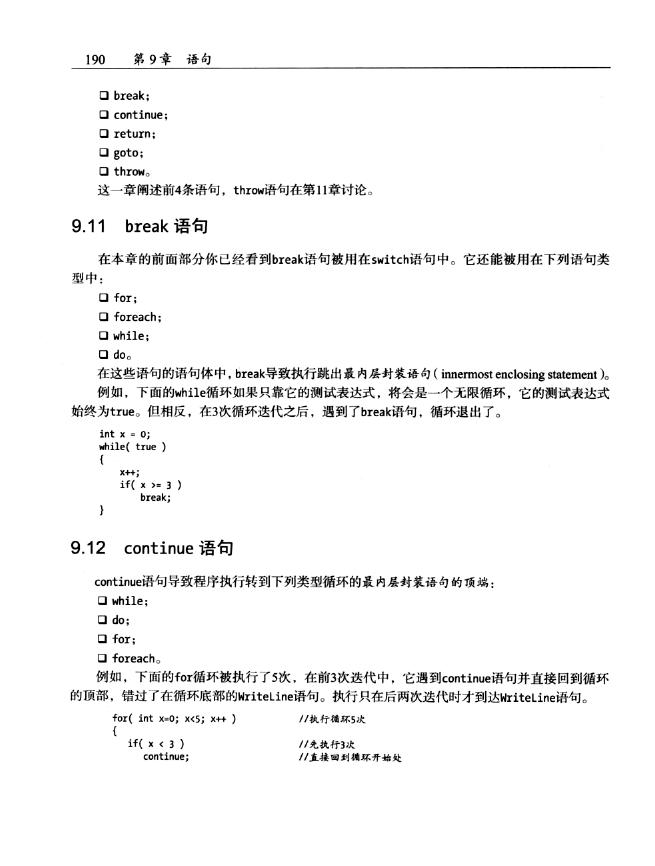 190 第9章 语句
❑ break;
❑ continue;
❑ return;
❑ goto;
❑ throw。
这一章阐述前4条语句，throw语句在第11章讨论。
9.11 break 语句
在本章的前面部分你已经看到break语句被用在switch语句中。它还能被用在下列语句类
型中：
❑ for;
❑ foreach;
❑ while;
❑ do。
在这些语句的语句体中，break导致执行跳出最内层封装语句（innermost enclosing statement）。
例如，下面的while循环如果只靠它的测试表达式，将会是一个无限循环，它的测试表达式
始终为true。但相反，在3次循环迭代之后，遇到了break语句，循环退出了。
int x = 0;
while( true )
{
x++;
if( x >= 3 )
break;
}
9.12 continue 语句
continue语句导致程序执行转到下列类型循环的最内层封装语句的顶端：
❑ while;
❑ do;
❑ for;
❑ foreach。
例如，下面的for循环被执行了5次，在前3次迭代中，它遇到continue语句并直接回到循环
的顶部，错过了在循环底部的WriteLine语句。执行只在后两次迭代时才到达WriteLine语句。
for( int x=0; x<5; x++ ) //执行循环5次
{
if( x < 3 ) //先执行3次
continue; //直接回到循环开始处